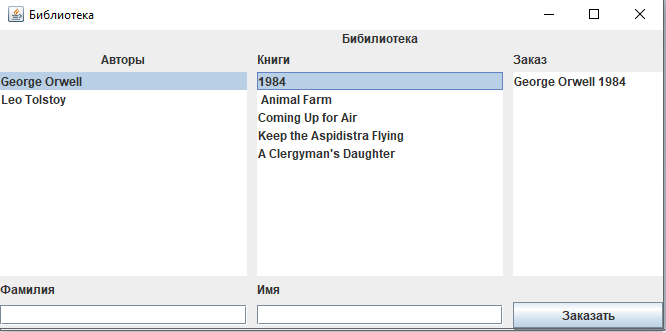 Библиотека
Бибилиотека
Авторы Книги Заказ
George Orwell 1984 George Orwell 1984
Leo Tolstoy Animal Farm
Coming Up for Air
Keep the Aspidistra Flying
A Clergyman's Daughter
Фамилия Имя
Заказать